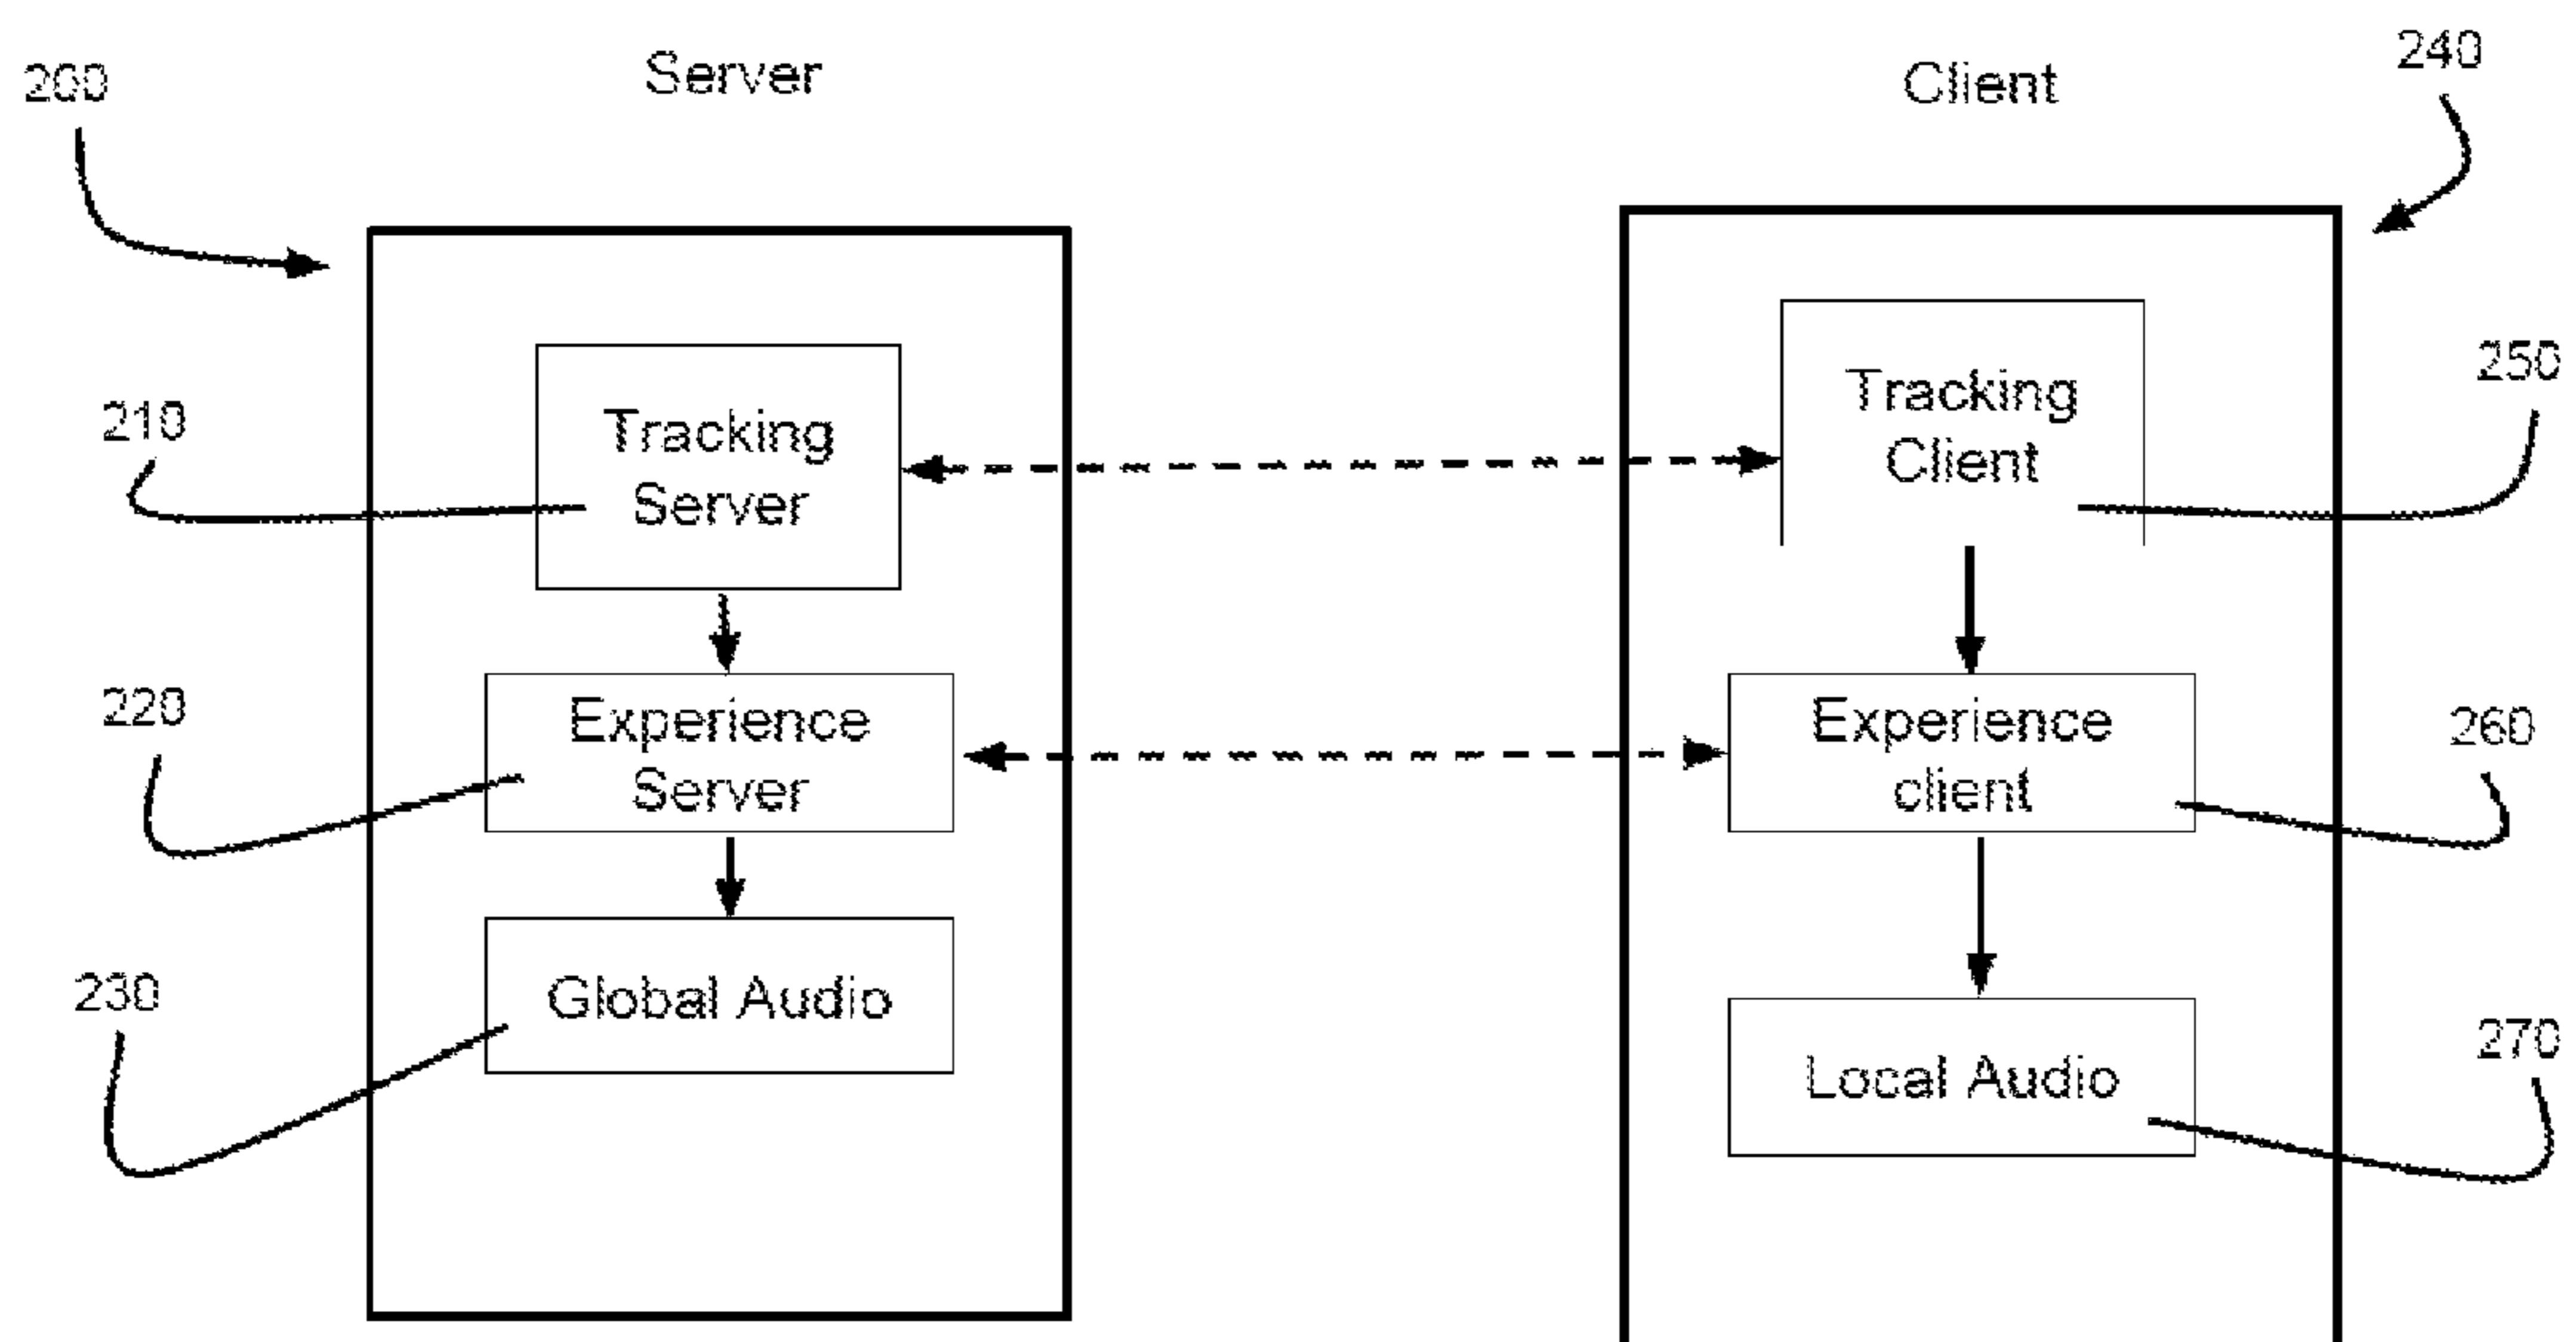 Server
Client
200
240
210
Tracking
Server
Tracking
Client
250
220
Experience
Server
Experience
client
260
230
Global Audio
Local Audio
270